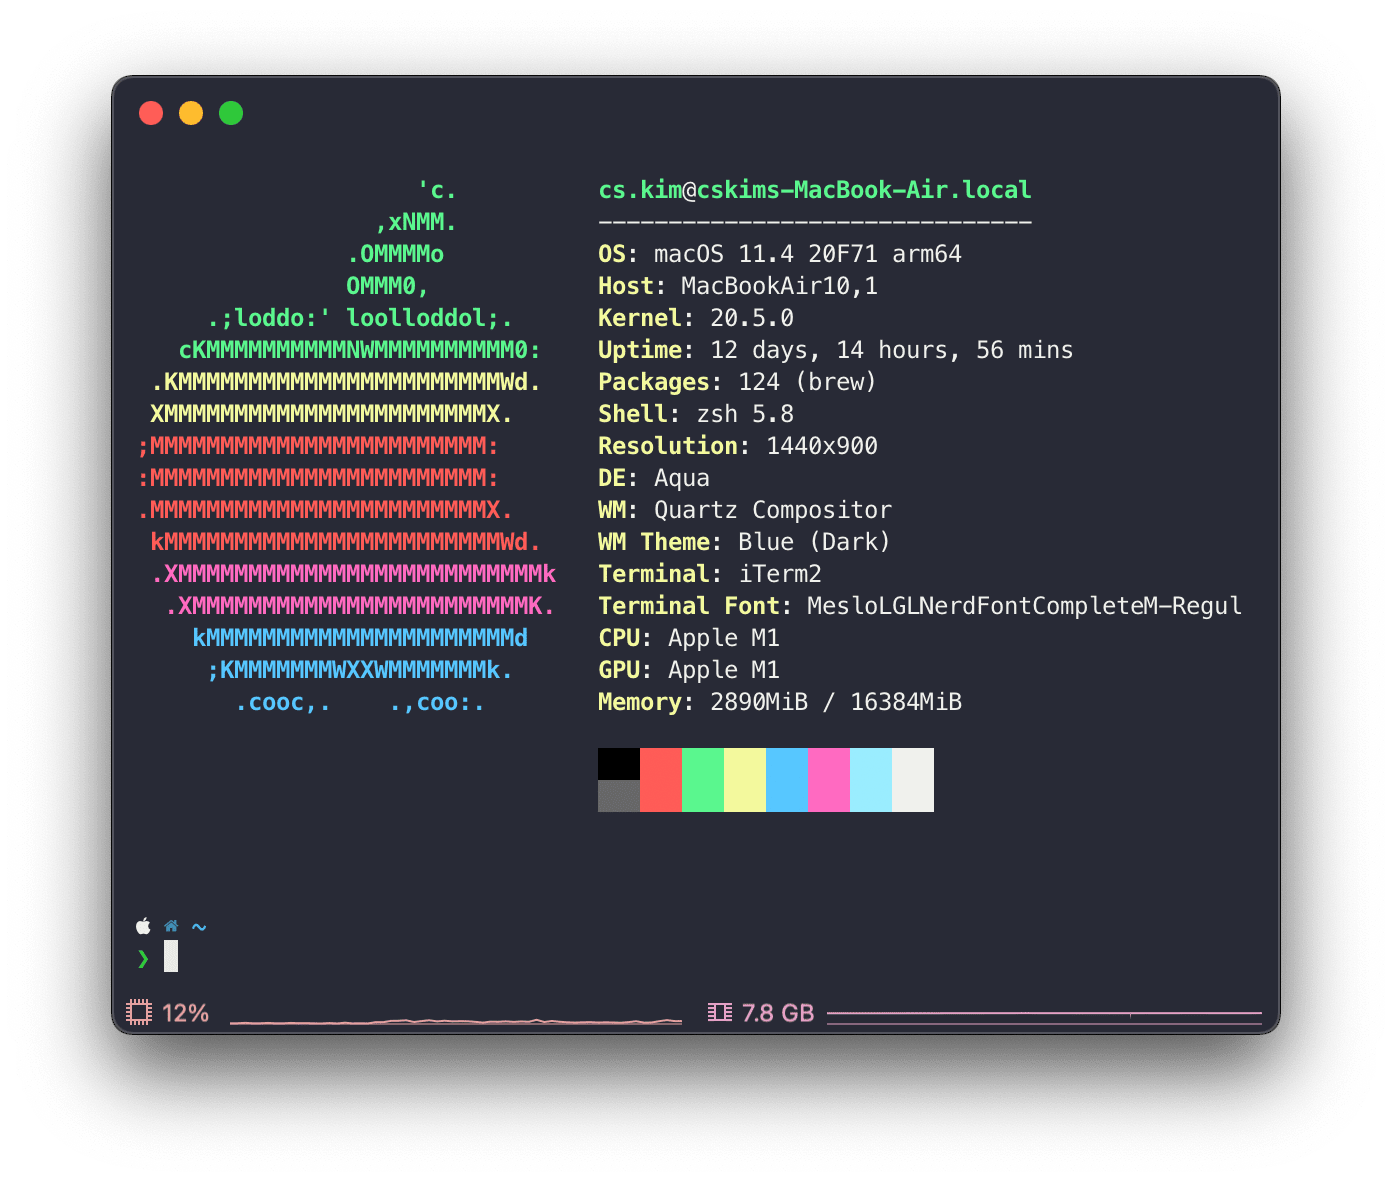 'c.
,xNMM.
.OMMMMo
OMMM0,
.;loddo:' loolloddol;.
cKMMMMMMMMMMNWMMMMMMMMMM0:
.KMMMMMMMMMMMMMMMMMMMMMMMWd.
XMMMMMMMMMMMMMMMMMMMMMMMX.
;MMMMMMMMMMMMMMMMMMMMMMMM:
:MMMMMMMMMMMMMMMMMMMMMMMM:
.MMMMMMMMMMMMMMMMMMMMMMMMX.
kMMMMMMMMMMMMMMMMMMMMMMMMWd.
.XMMMMMMMMMMMMMMMMMMMMMMMMMMk
.XMMMMMMMMMMMMMMMMMMMMMMMMK.
kMMMMMMMMMMMMMMMMMMMMMMd
;KMMMMMMMWXXWMMMMMMMk.
.cooc,.    .,coo:.
cs.kim@cskims-MacBook-Air.local
-------------------------------
OS: macOS 11.4 20F71 arm64
Host: MacBookAir10,1
Kernel: 20.5.0
Uptime: 12 days, 14 hours, 56 mins
Packages: 124 (brew)
Shell: zsh 5.8
Resolution: 1440x900
DE: Aqua
WM: Quartz Compositor
WM Theme: Blue (Dark)
Terminal: iTerm2
Terminal Font: MesloLGLNerdFontCompleteM-Regul
CPU: Apple M1
GPU: Apple M1
Memory: 2890MiB / 16384MiB
~
❯
12%
7.8 GB